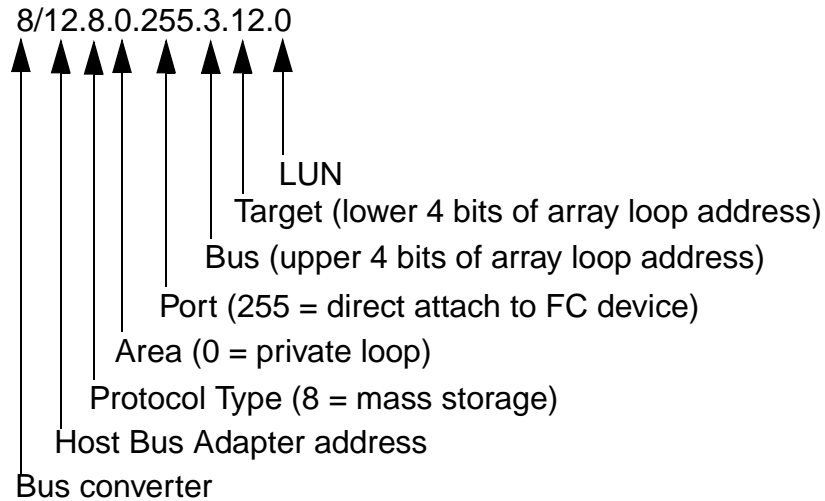 8/12.8.0.255.3.12.0
LUN
Target (lower 4 bits of array loop address)
Bus (upper 4 bits of array loop address)
Port (255 = direct attach to FC device)
Area (0 = private loop)
Protocol Type (8 = mass storage)
Host Bus Adapter address
Bus converter